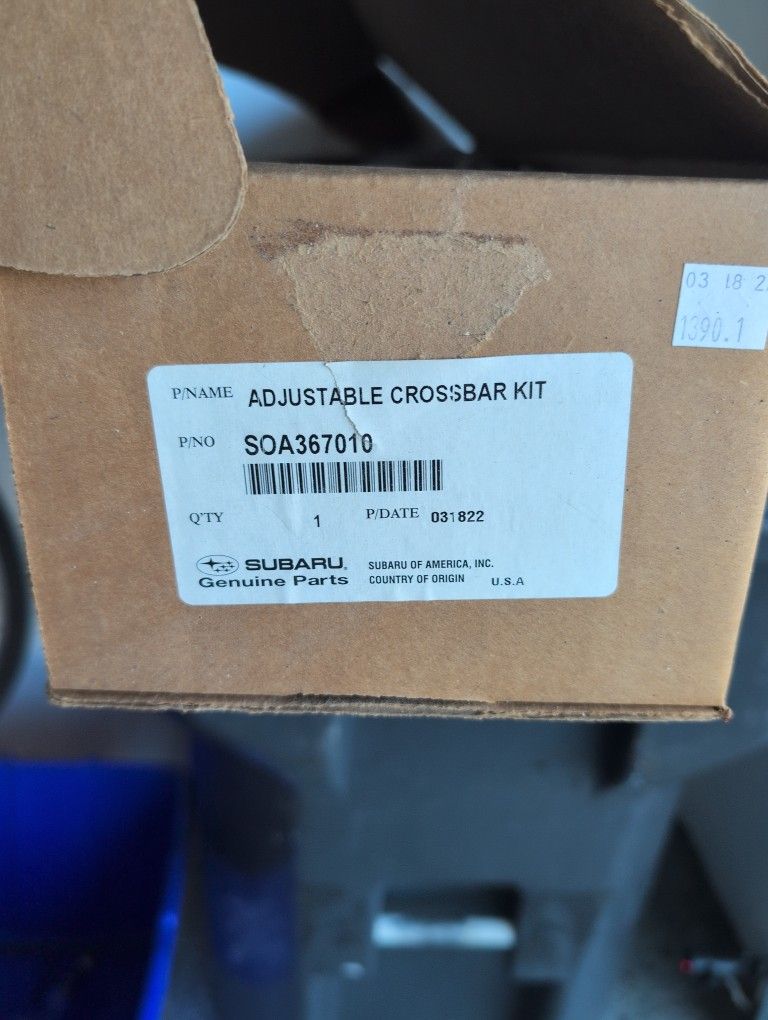 03 18 2
1390.1
P/NAME ADJUSTABLE CROSSBAR KIT
P/NO SOA367010
Q'TY 1 P/DATE 031822
SUBARU. SUBARU OF AMERICA, INC.
Genuine Parts COUNTRY OF ORIGIN U.S.A